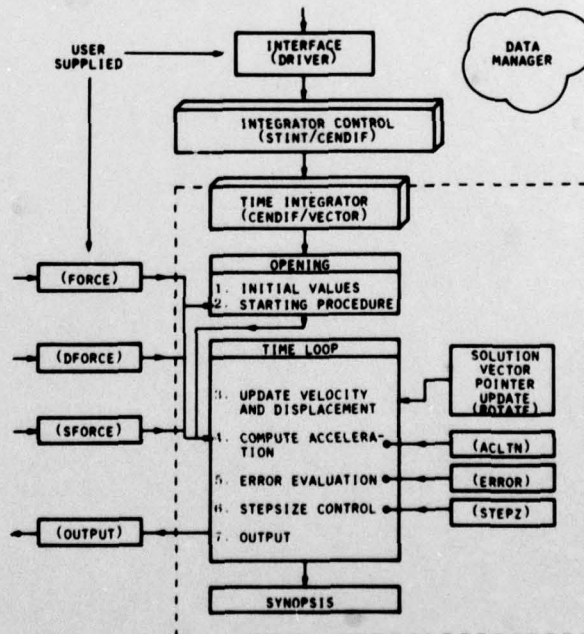 USER
SUPPLIED
INTERFACE
(DRIVER)
DATA
MANAGER
INTEGRATOR CONTROL
(STINT/CENDIF)
TIME INTEGRATOR
(CENDIF/VECTOR)
OPENING
1. INITIAL VALUES
2. STARTING PROCEDURE
(FORCE)
(DFORCE)
(SFORCE)
(OUTPUT)
TIME LOOP
3. UPDATE VELOCITY
AND DISPLACEMENT
4. COMPUTE ACCELERA-
TION
5. ERROR EVALUATION
6. STEPSIZE CONTROL
7. OUTPUT
SOLUTION
VECTOR
POINTER
UPDATE
(ROTATE)
(ACLTN)
(ERROR)
(STEPZ)
SYNOPSIS